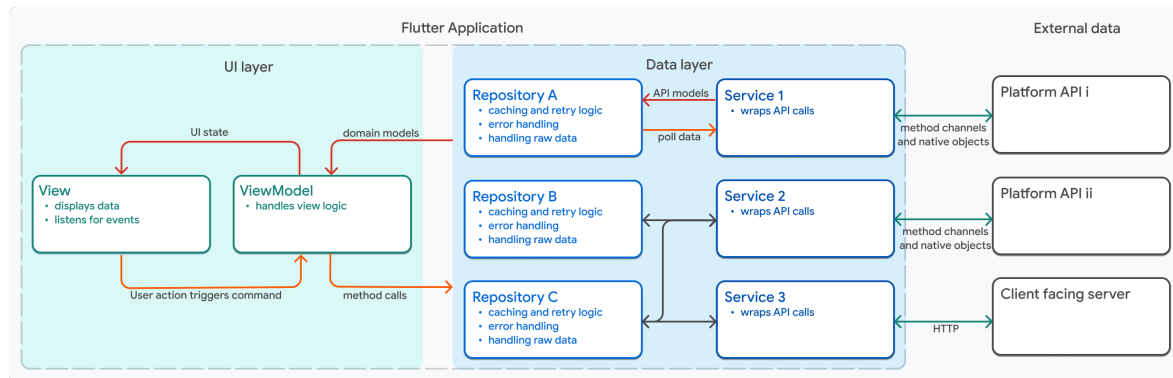 Flutter Application
External data
UI layer
Data layer
Repository A
• caching and retry logic
• error handling
• handling raw data
API models
poll data
Service 1
• wraps API calls
method channels
and native objects
Platform API i
UI state
domain models
View
• displays data
• listens for events
ViewModel
• handles view logic
User action triggers command
method calls
Repository B
• caching and retry logic
• error handling
• handling raw data
Service 2
• wraps API calls
method channels
and native objects
Platform API ii
Repository C
• caching and retry logic
• error handling
• handling raw data
Service 3
• wraps API calls
HTTP
Client facing server